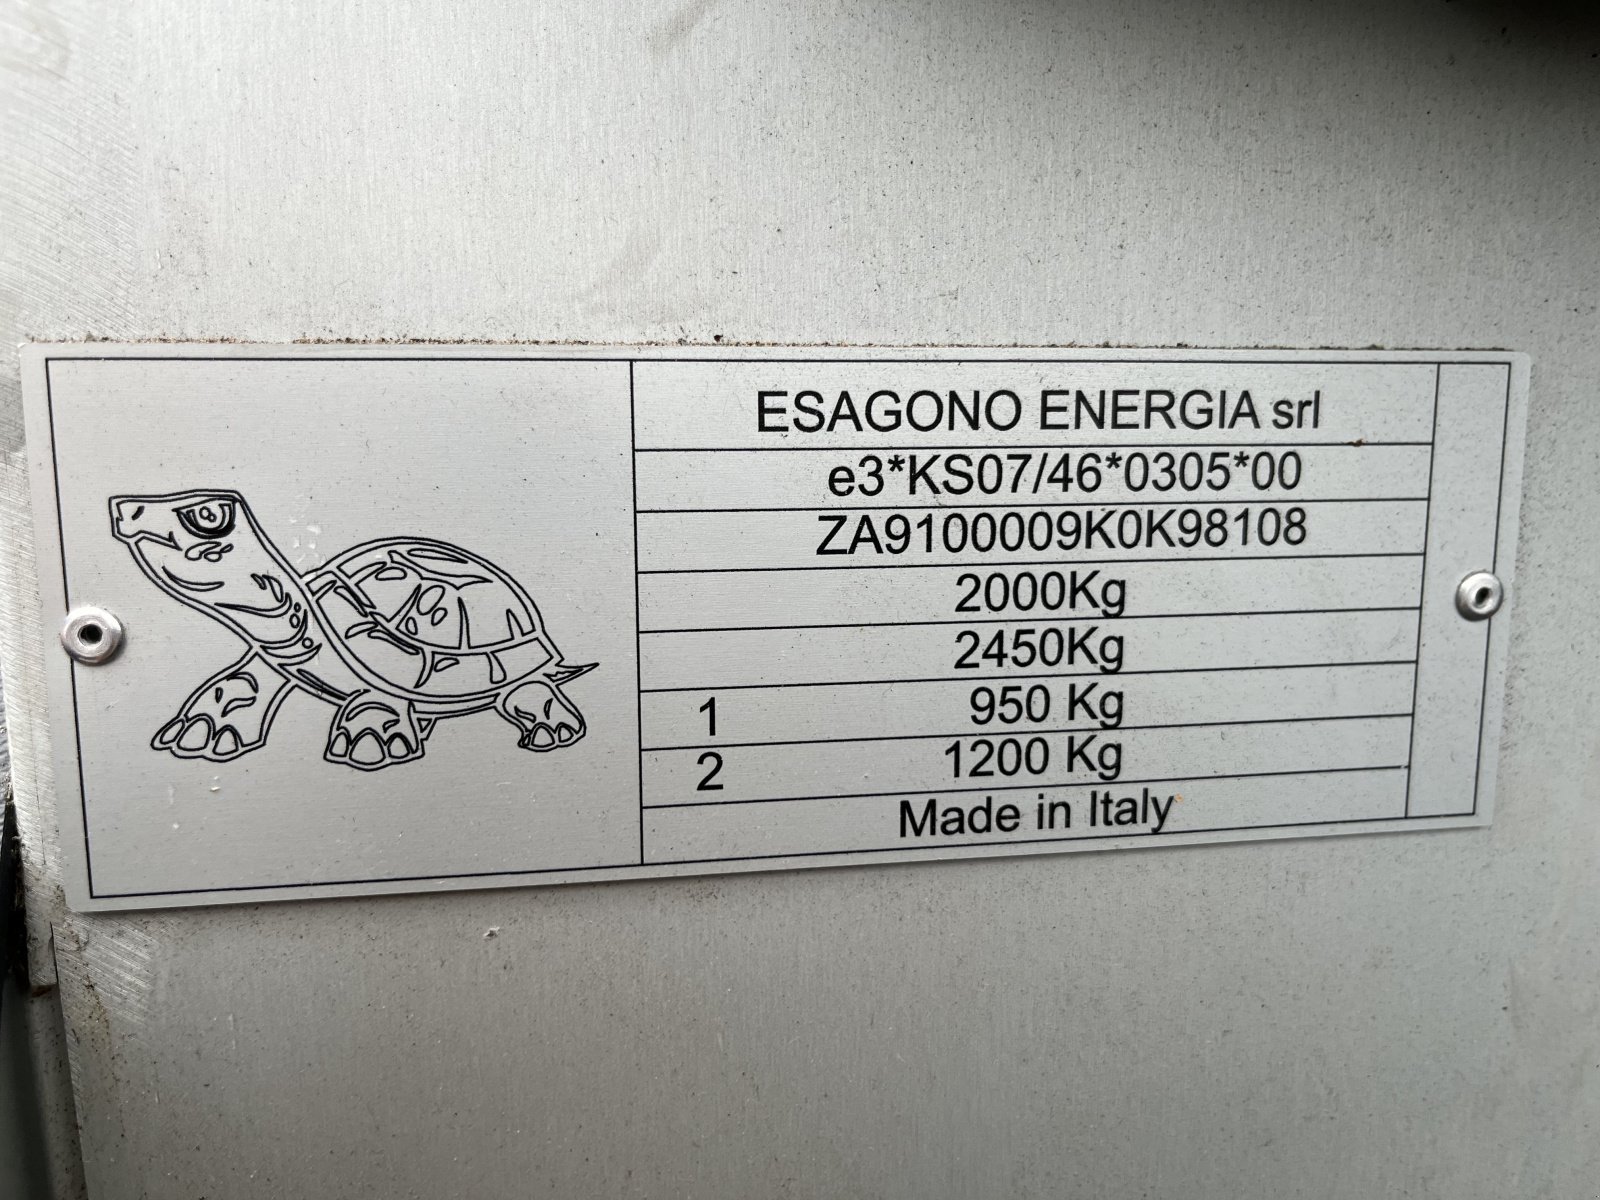 ESAGONO ENERGIA srl
e3*KS07/46*0305*00
ZA9100009K0K98108
2000Kg
2450Kg
1 950 Kg
2 1200 Kg
Made in Italy